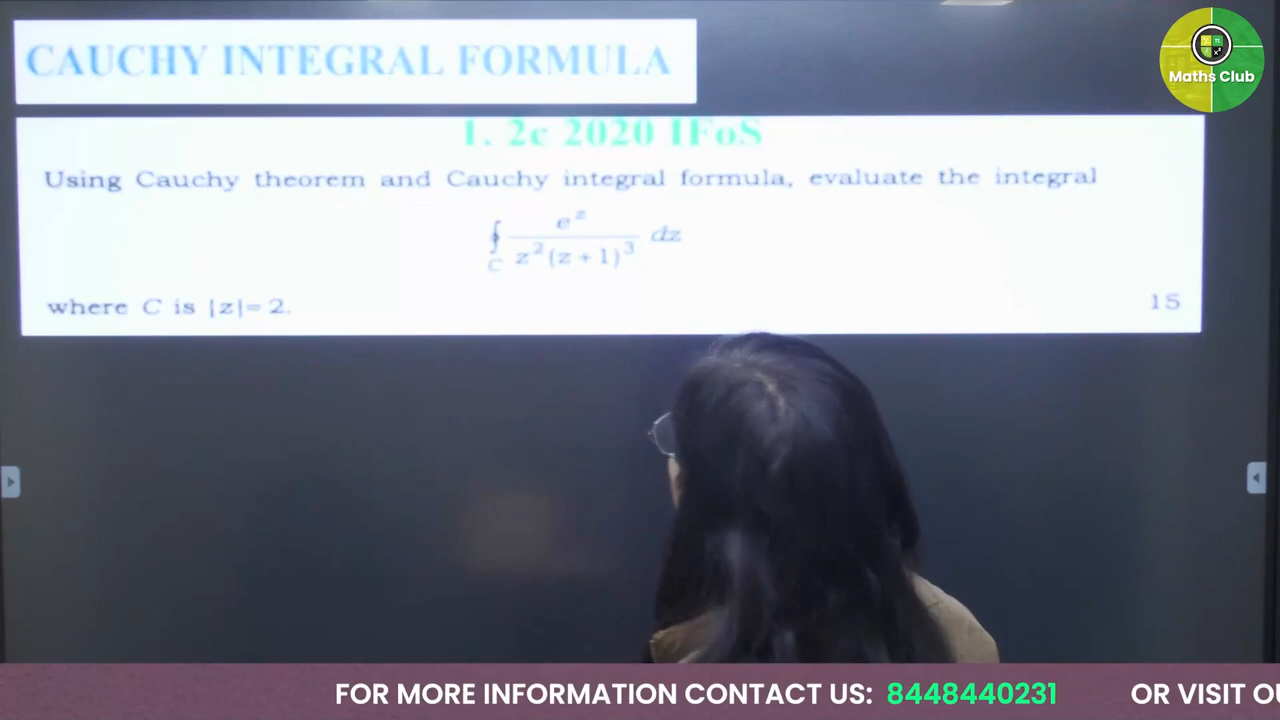 CAUCHY INTEGRAL FORMULA
Maths Club
1. 2c 2020 IFoS
Using Cauchy theorem and Cauchy integral formula, evaluate the integral
∮_C e^z / (z^2(z+1)^3) dz
where C is |z|=2.
15
FOR MORE INFORMATION CONTACT US: 8448440231 OR VISIT OU